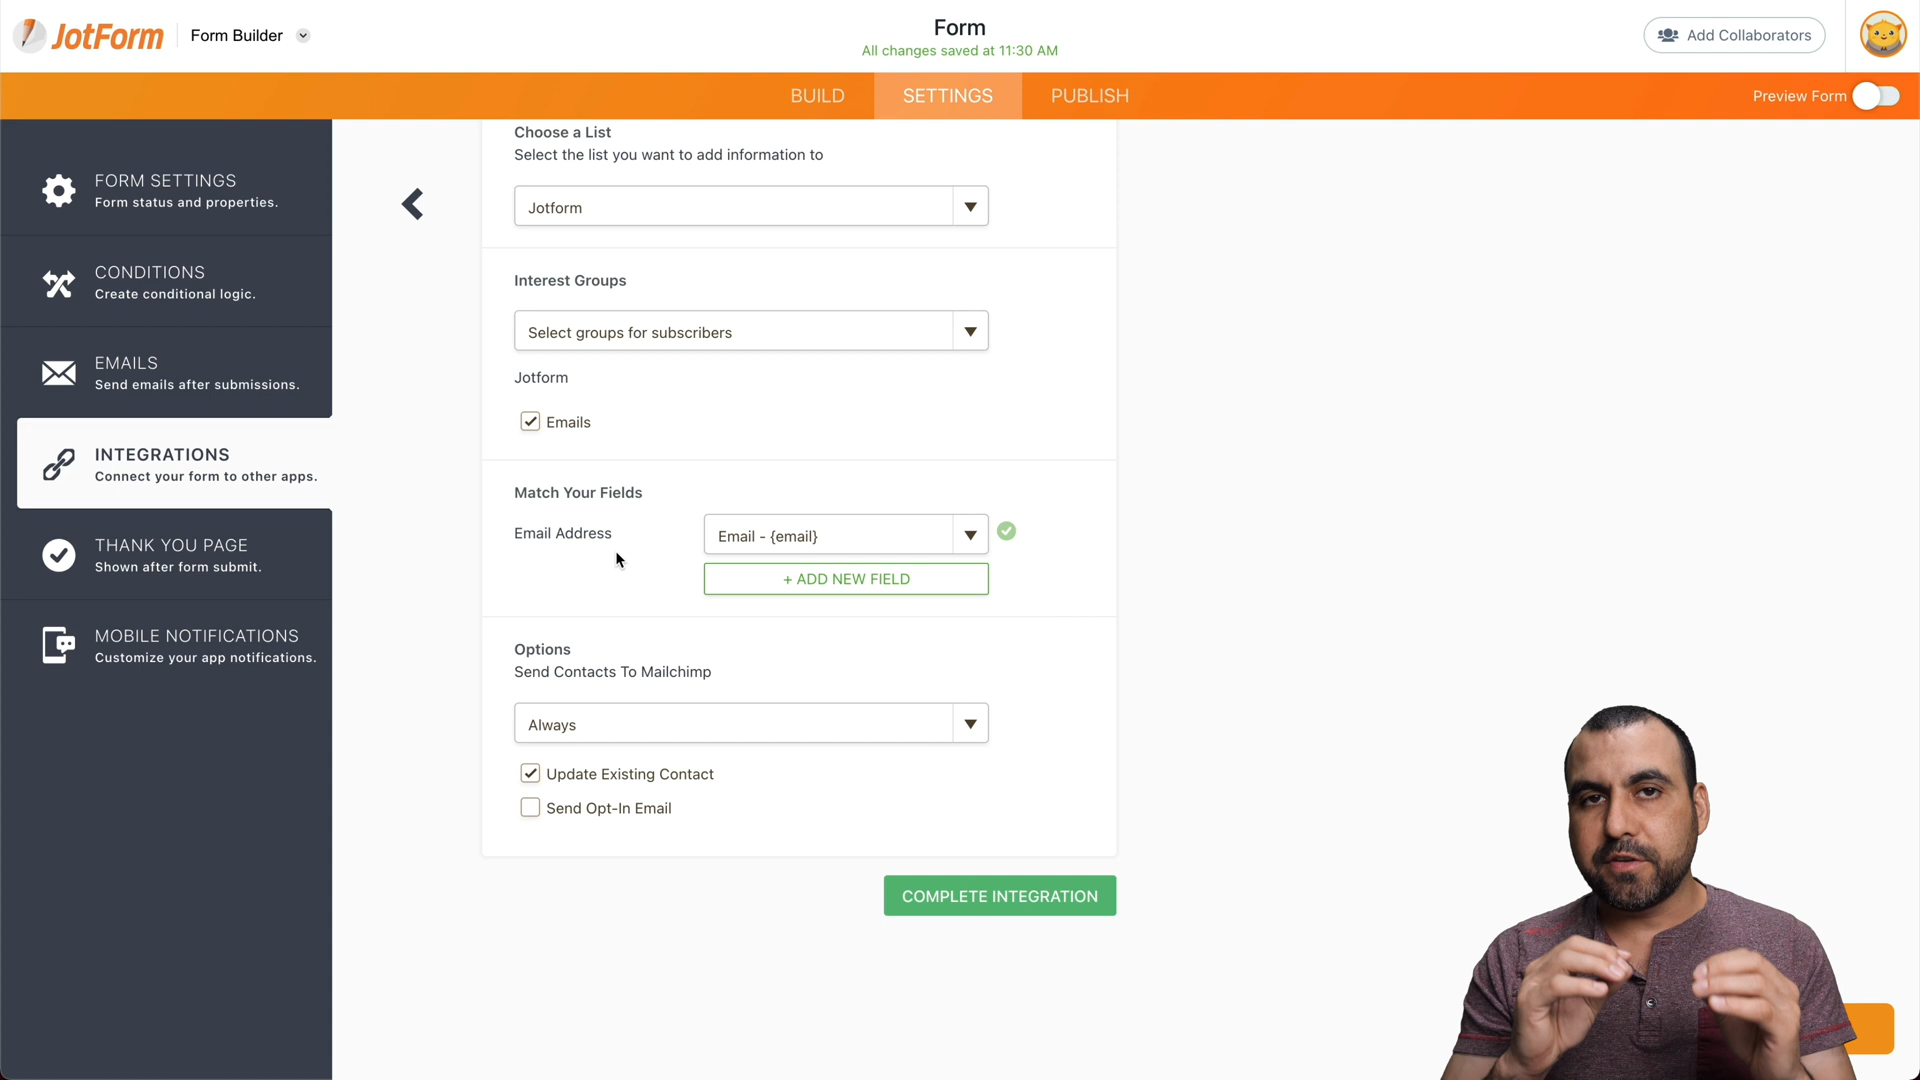 JotForm
Form Builder
Form
All changes saved at 11:30 AM
Add Collaborators
BUILD
SETTINGS
PUBLISH
Preview Form
FORM SETTINGS
Form status and properties.
CONDITIONS
Create conditional logic.
EMAILS
Send emails after submissions.
INTEGRATIONS
Connect your form to other apps.
THANK YOU PAGE
Shown after form submit.
MOBILE NOTIFICATIONS
Customize your app notifications.
Choose a List
Select the list you want to add information to
Jotform
Interest Groups
Select groups for subscribers
Jotform
Emails
Match Your Fields
Email Address
Email - {email}
+ ADD NEW FIELD
Options
Send Contacts To Mailchimp
Always
Update Existing Contact
Send Opt-In Email
COMPLETE INTEGRATION